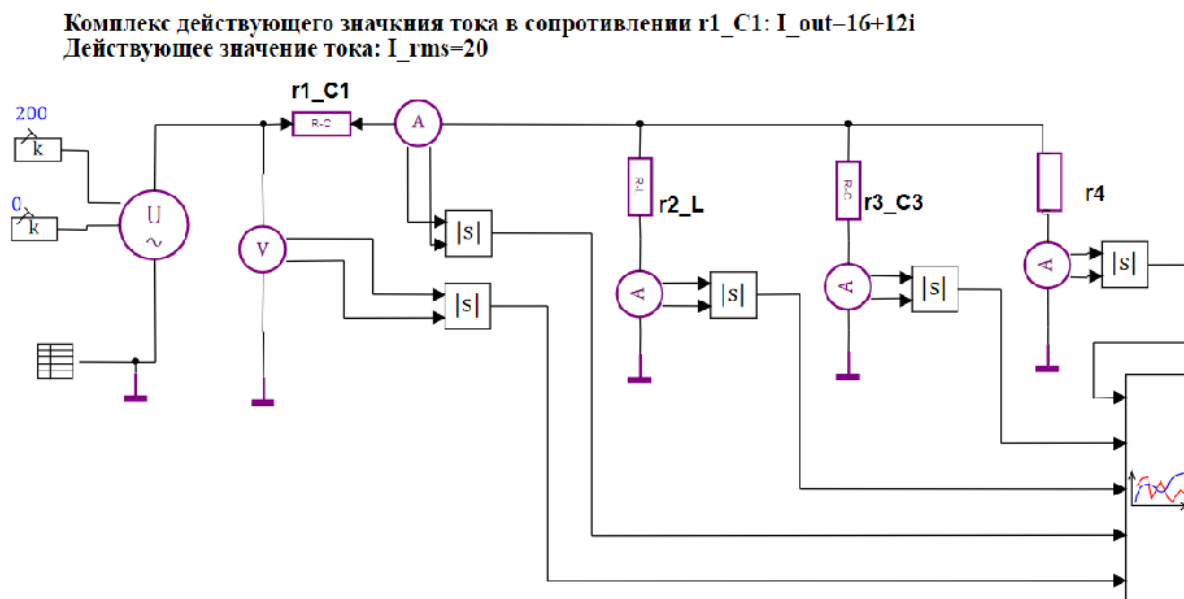 Комплекс действующего значкния тока в сопротивлении r1_C1: I_out=16+12i
Действующее значение тока: I_rms=20
r1_C1
200
R-C
A
k
R-L
R-C
r4
0
r2_L
r3_C3
U
k
~
|s|
V
A
A
A
|s|
|s|
|s|
|s|